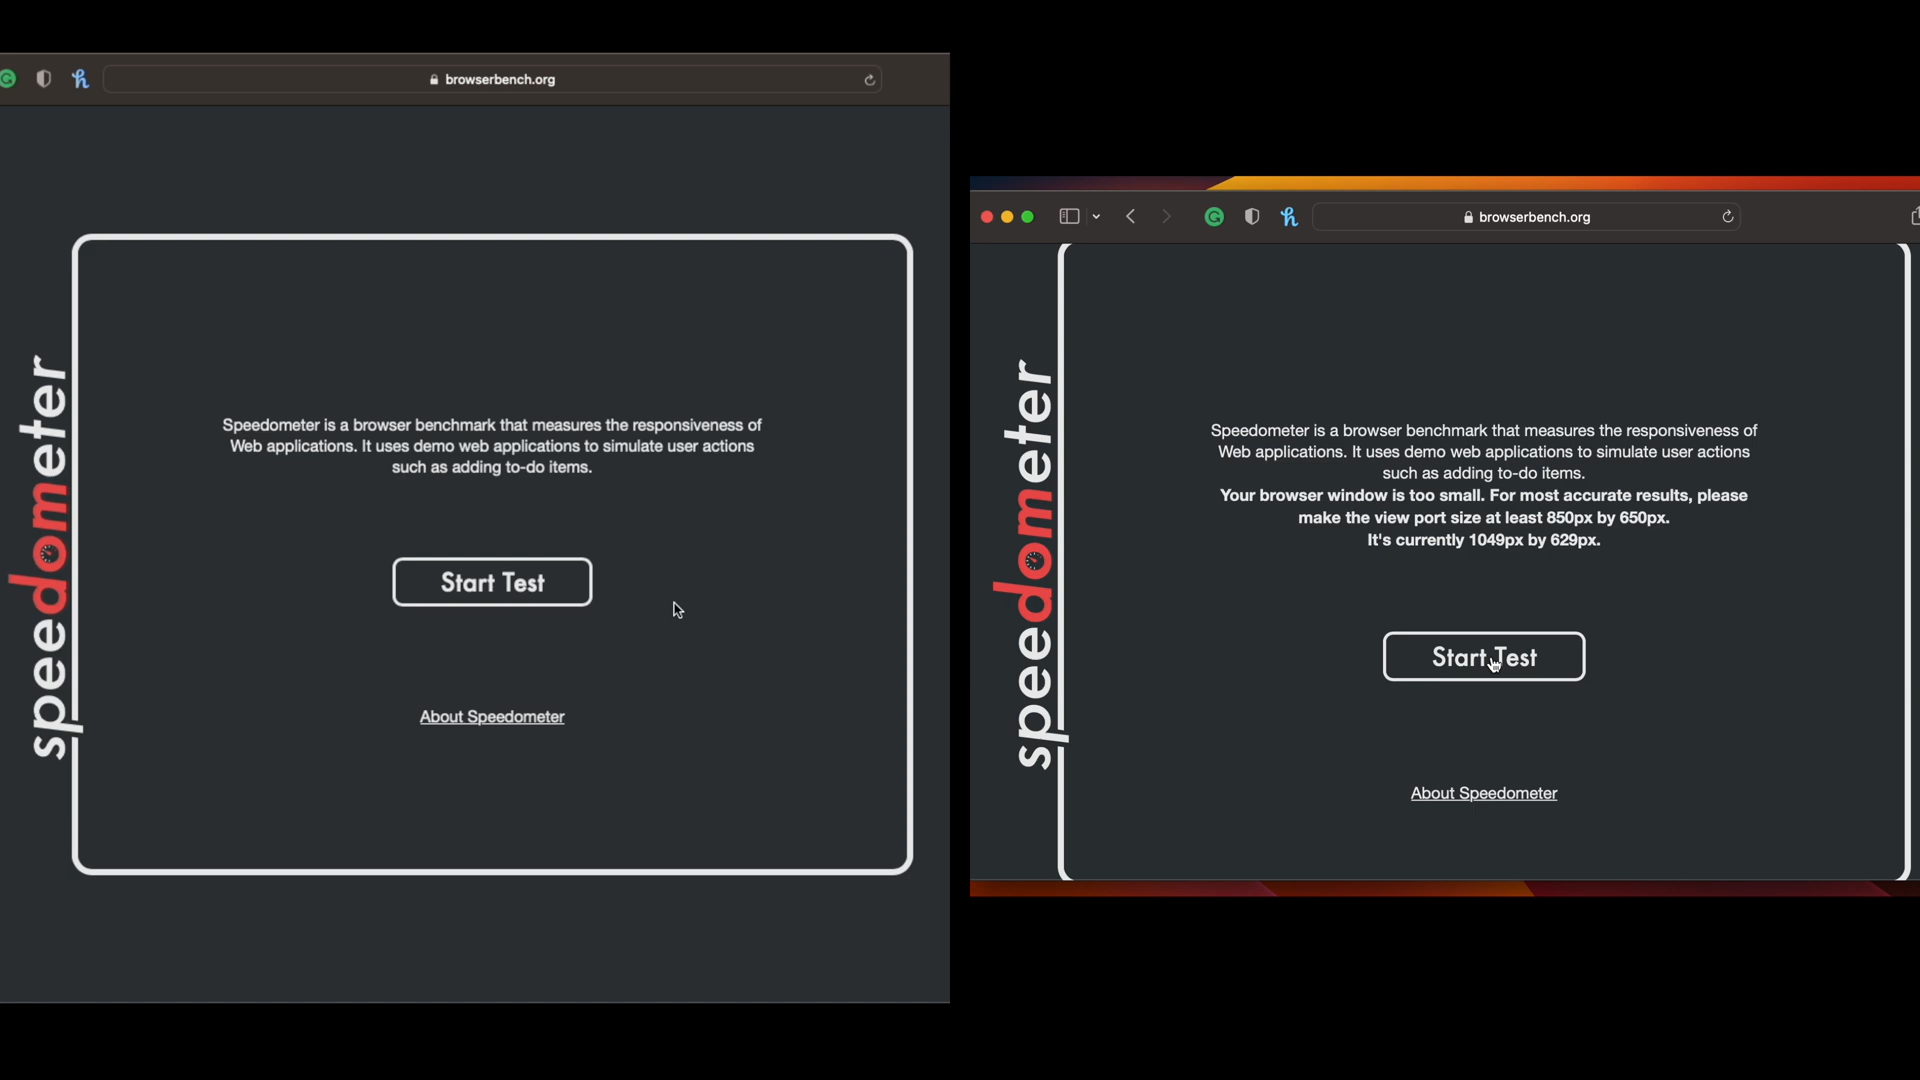 browserbench.org
speedometer
Speedometer is a browser benchmark that measures the responsiveness of
Web applications. It uses demo web applications to simulate user actions
such as adding to-do items.
Start Test
About Speedometer
browserbench.org
speedometer
Speedometer is a browser benchmark that measures the responsiveness of
Web applications. It uses demo web applications to simulate user actions
such as adding to-do items.
Your browser window is too small. For most accurate results, please
make the view port size at least 850px by 650px.
It's currently 1049px by 629px.
Start Test
About Speedometer